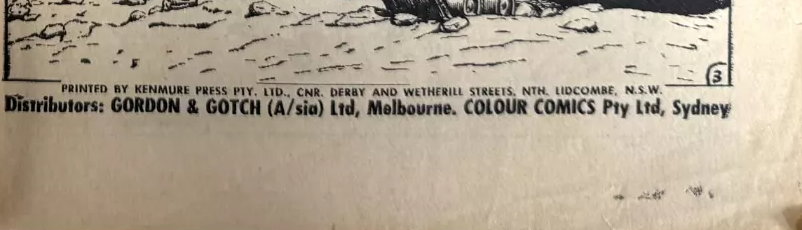 3
PRINTED BY KENMURE PRESS PTY. LTD., CNR. DERBY AND WETHERILL STREETS, NTH. LIDCOMBE, N.S.W.
Distributors: GORDON & GOTCH (A/sia) Ltd, Melbourne. COLOUR COMICS Pty Ltd, Sydney